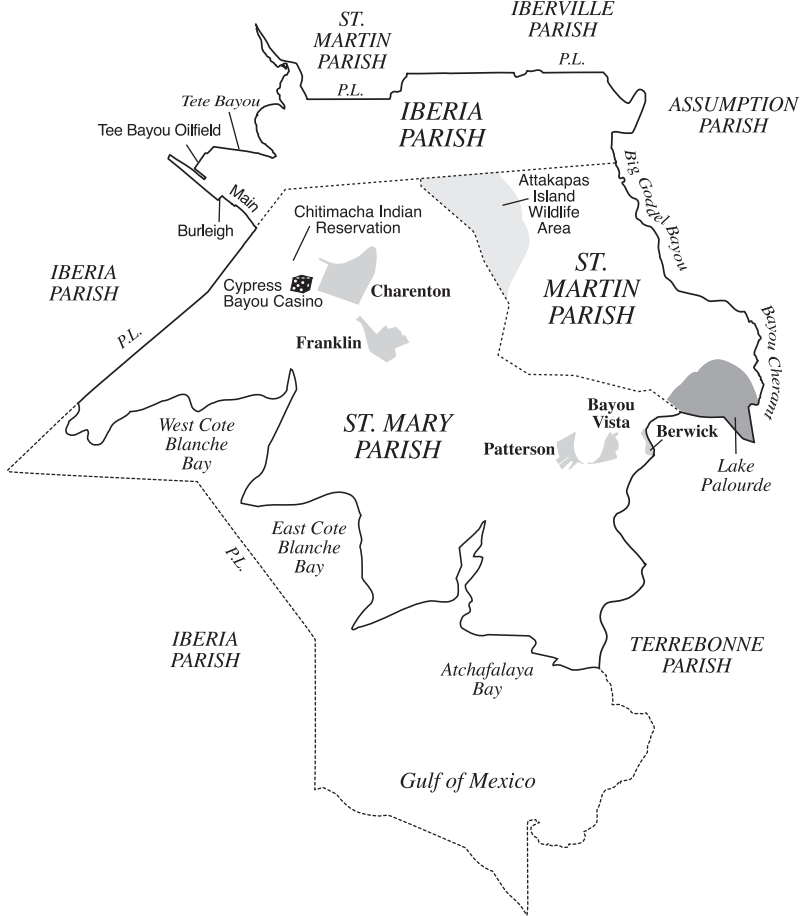 IBERVILLE
PARISH
ST.
MARTIN
PARISH
P.L.
P.L.
Tete Bayou
IBERIA
PARISH
ASSUMPTION
PARISH
Tee Bayou Oilfield
Big Goddel Bayou
Main
Burleigh
Attakapas
Island
Wildlife
Area
Chitimacha Indian
Reservation
IBERIA
PARISH
Cypress
Bayou Casino
Charenton
ST.
MARTIN
PARISH
P.L.
Franklin
Bayou Cheramt
West Cote
Blanche
Bay
ST. MARY
PARISH
Bayou
Vista
Berwick
Patterson
Lake
Palourde
East Cote
Blanche
Bay
P.L.
IBERIA
PARISH
TERREBONNE
PARISH
Atchafalaya
Bay
Gulf of Mexico